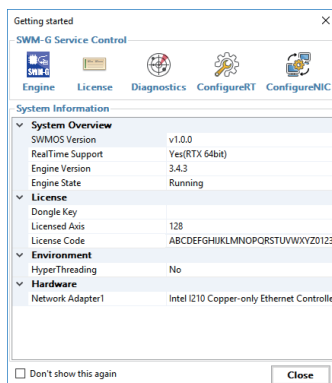 Getting started
SWM-G Service Control
SWM-G
Engine License Diagnostics ConfigureRT ConfigureNIC
System Information
System Overview
SWMOS Version v1.0.0
RealTime Support Yes(RTX 64bit)
Engine Version 3.4.3
Engine State Running
License
Dongle Key
Licensed Axis 128
License Code ABCDEFGHIJKLMNOPQRSTUVWXYZ0123
Environment
HyperThreading No
Hardware
Network Adapter1 Intel I210 Copper-only Ethernet Controlle
Don't show this again
Close